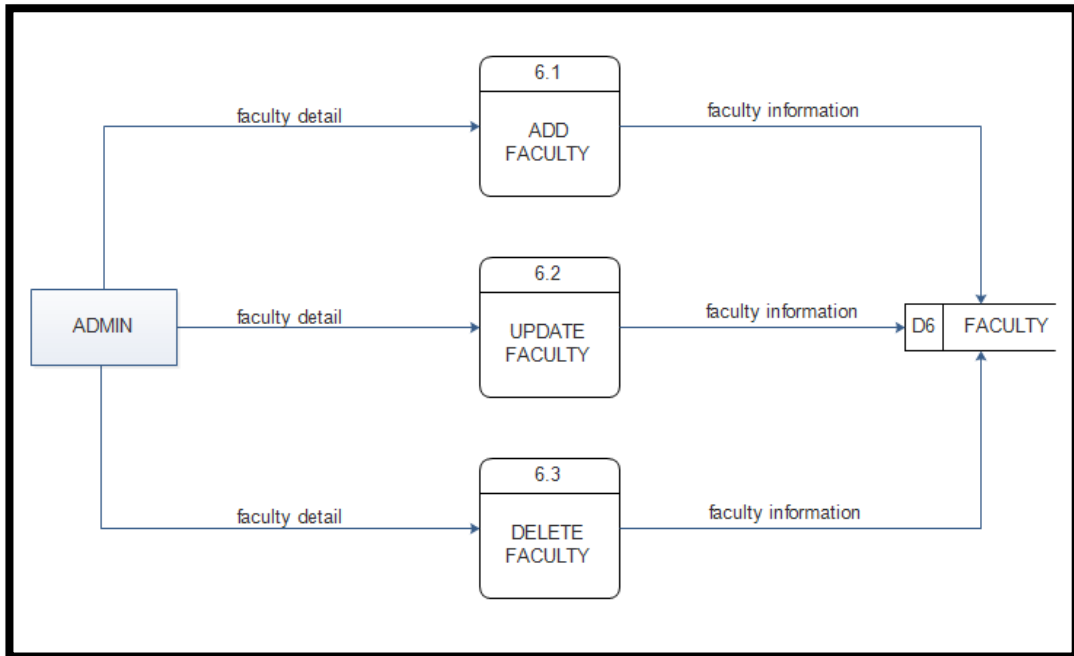 6.1
faculty detail
faculty information
ADD
FACULTY
6.2
faculty detail
faculty information
ADMIN
UPDATE
FACULTY
D6 FACULTY
6.3
faculty detail
faculty information
DELETE
FACULTY